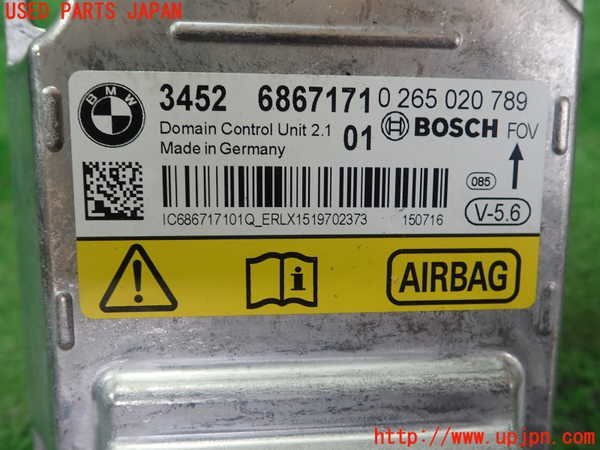 USED PARTS JAPAN
BMW
3452 6867171 0 265 020 789
Domain Control Unit 2.1 01 BOSCH FOV
Made in Germany
085
IC686717101Q_ERLX1519702373 150716
V-5.6
AIRBAG
http://www.upjpn.com/